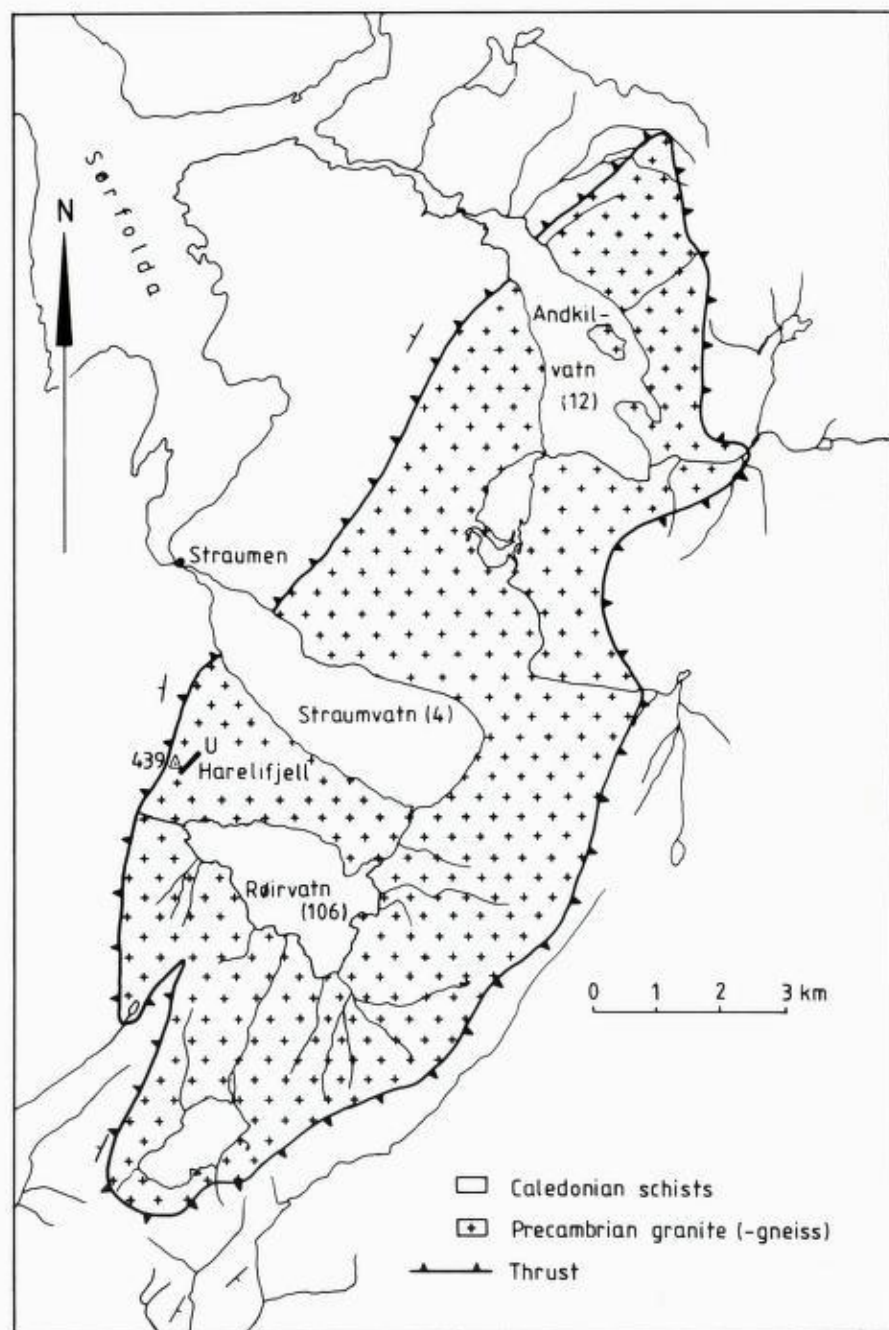 Sørfolda
N
Andkil-
vatn
(12)
Straumen
Straumvatn (4)
U
439
Harelifjell
Røirvatn
(106)
0 1 2 3 km
Caledonian schists
Precambrian granite (-gneiss)
Thrust